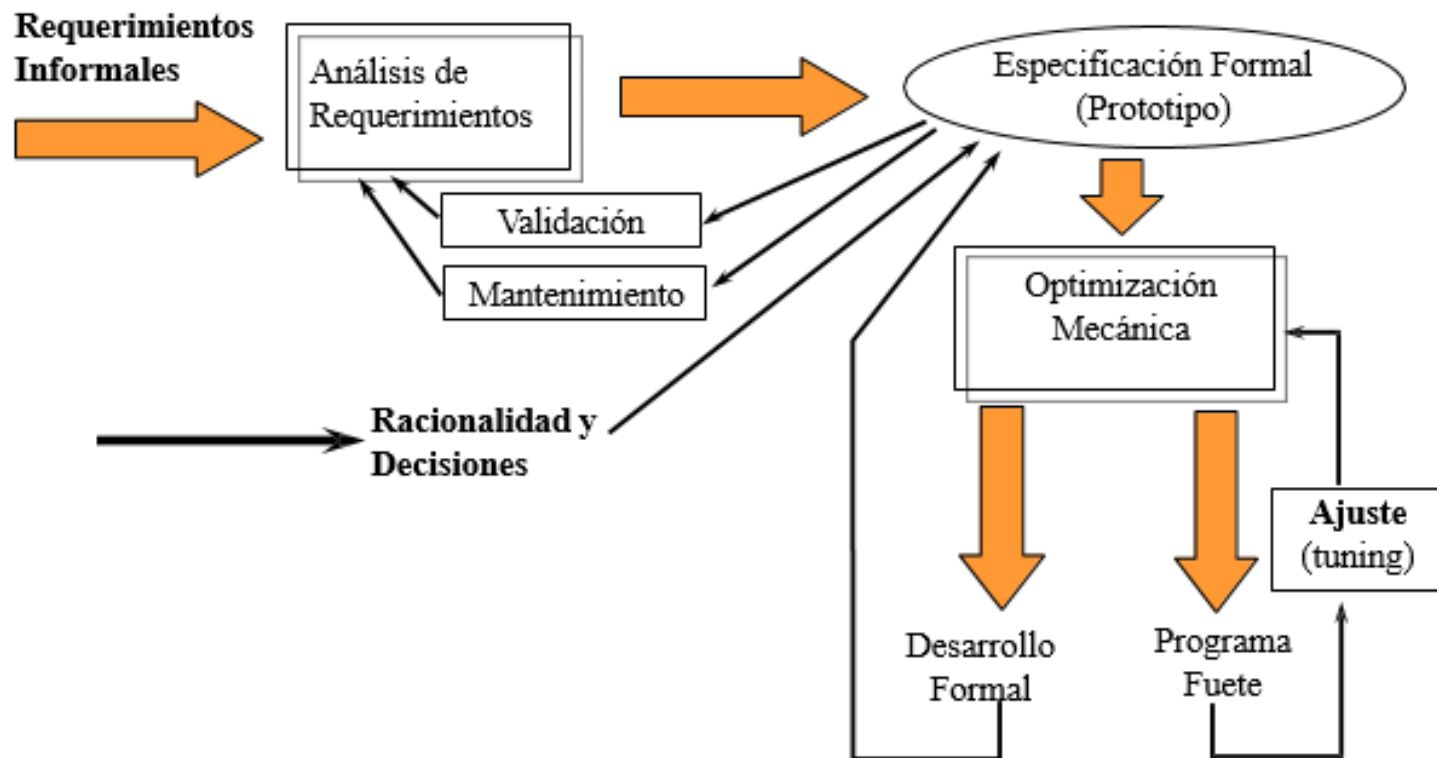 Requerimientos
Informales
Análisis de
Requerimientos
Especificación Formal
(Prototipo)
Validación
Mantenimiento
Optimización
Mecánica
Racionalidad y
Decisiones
Ajuste
(tuning)
Desarrollo
Formal
Programa
Fuete